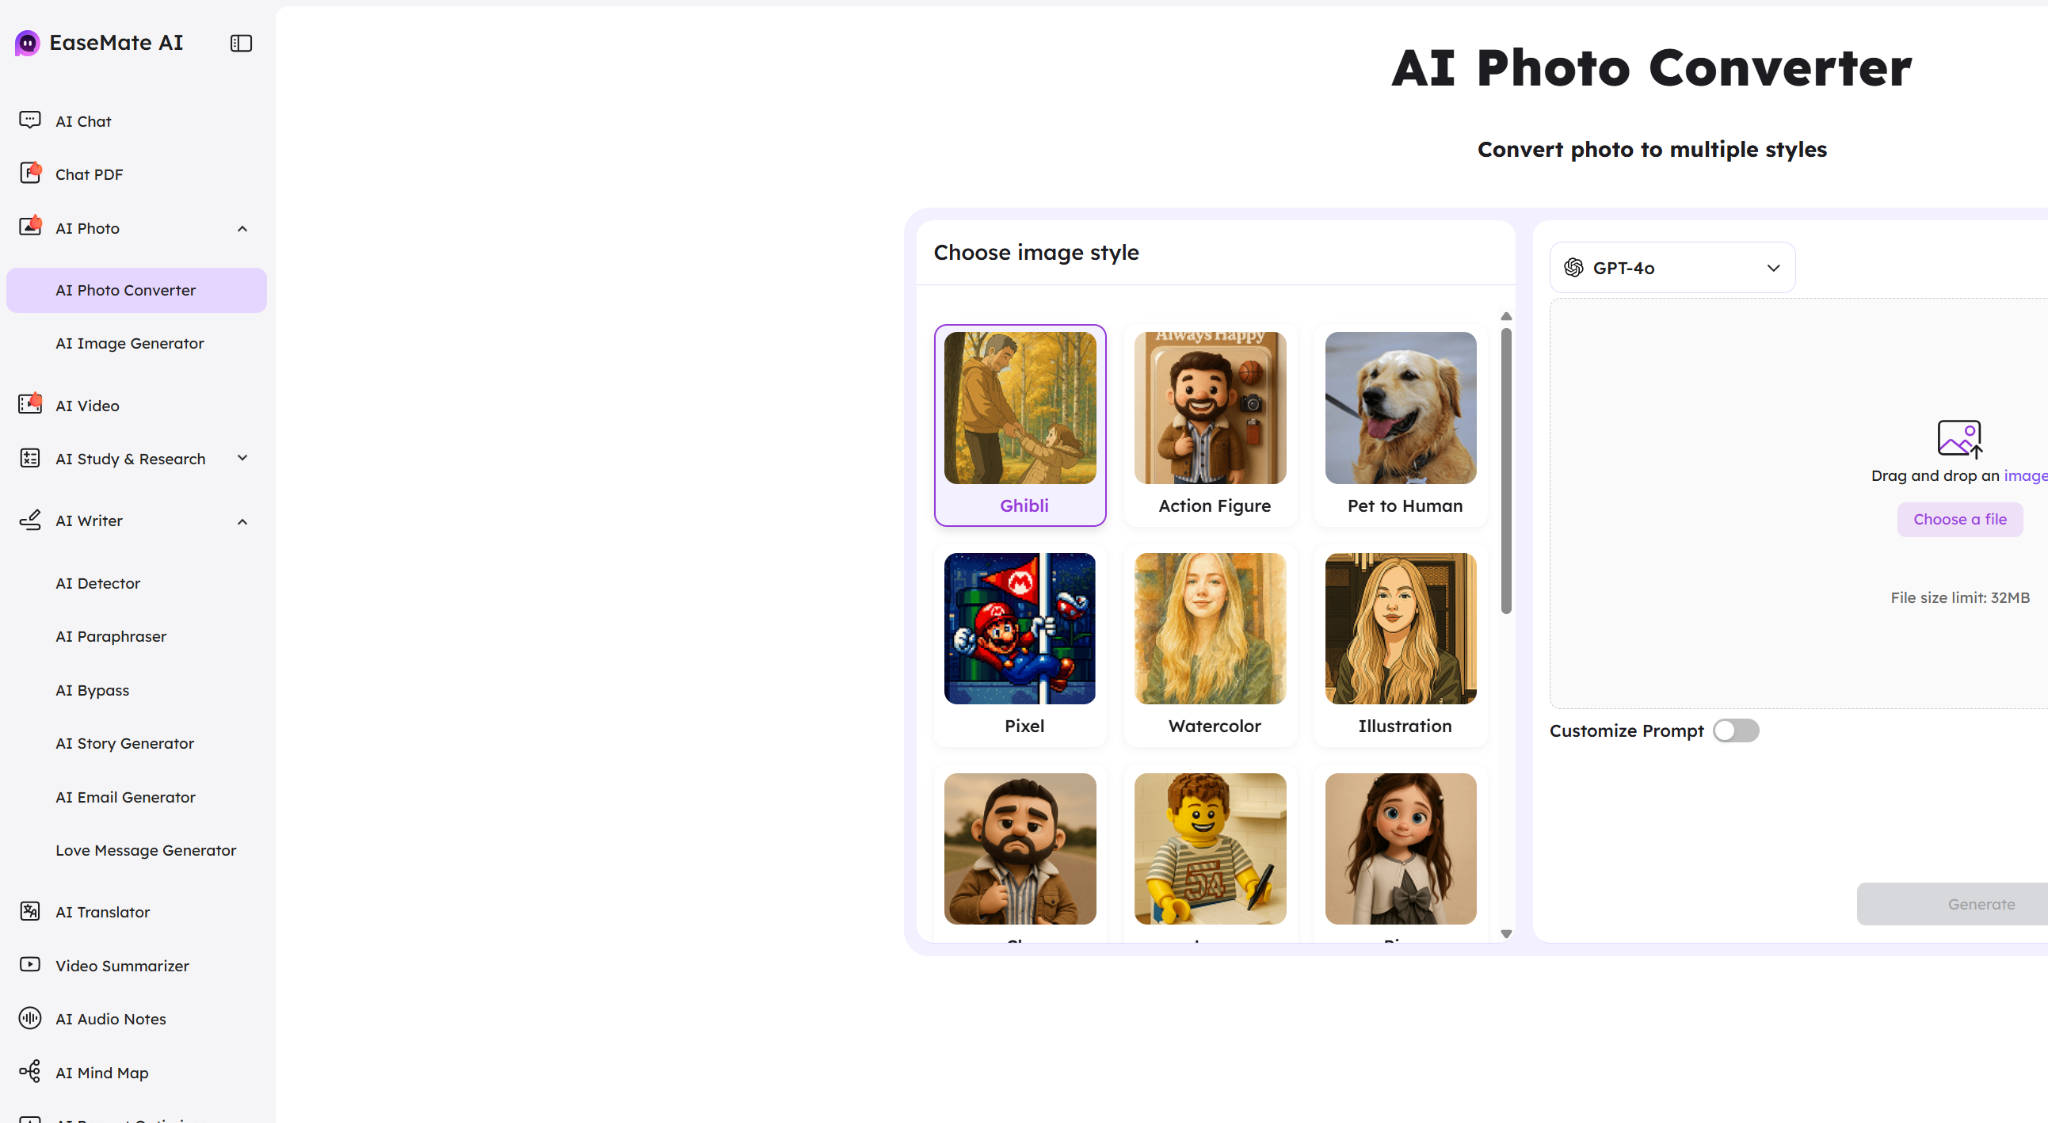 EaseMate AI
AI Chat
Chat PDF
AI Photo
AI Photo Converter
AI Image Generator
AI Video
AI Study & Research
AI Writer
AI Detector
AI Paraphraser
AI Bypass
AI Story Generator
AI Email Generator
Love Message Generator
AI Translator
Video Summarizer
AI Audio Notes
AI Mind Map
AI Photo Converter
Convert photo to multiple styles
Choose image style
Always Happy
Ghibli
Action Figure
Pet to Human
M
M
Pixel
Watercolor
Illustration
54
GPT-4o
Drag and drop an image
Choose a file
File size limit: 32MB
Customize Prompt
Generate